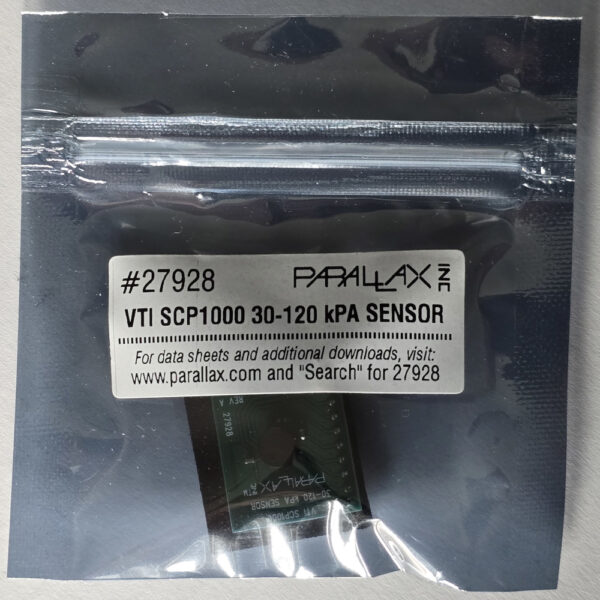 #27928 PARALLAX INC
VTI SCP1000 30-120 kPA SENSOR
For data sheets and additional downloads, visit:
www.parallax.com and "Search" for 27928
REV A 27928
PARALLAX
30-120 kPA SENSOR
VTI SCP1000